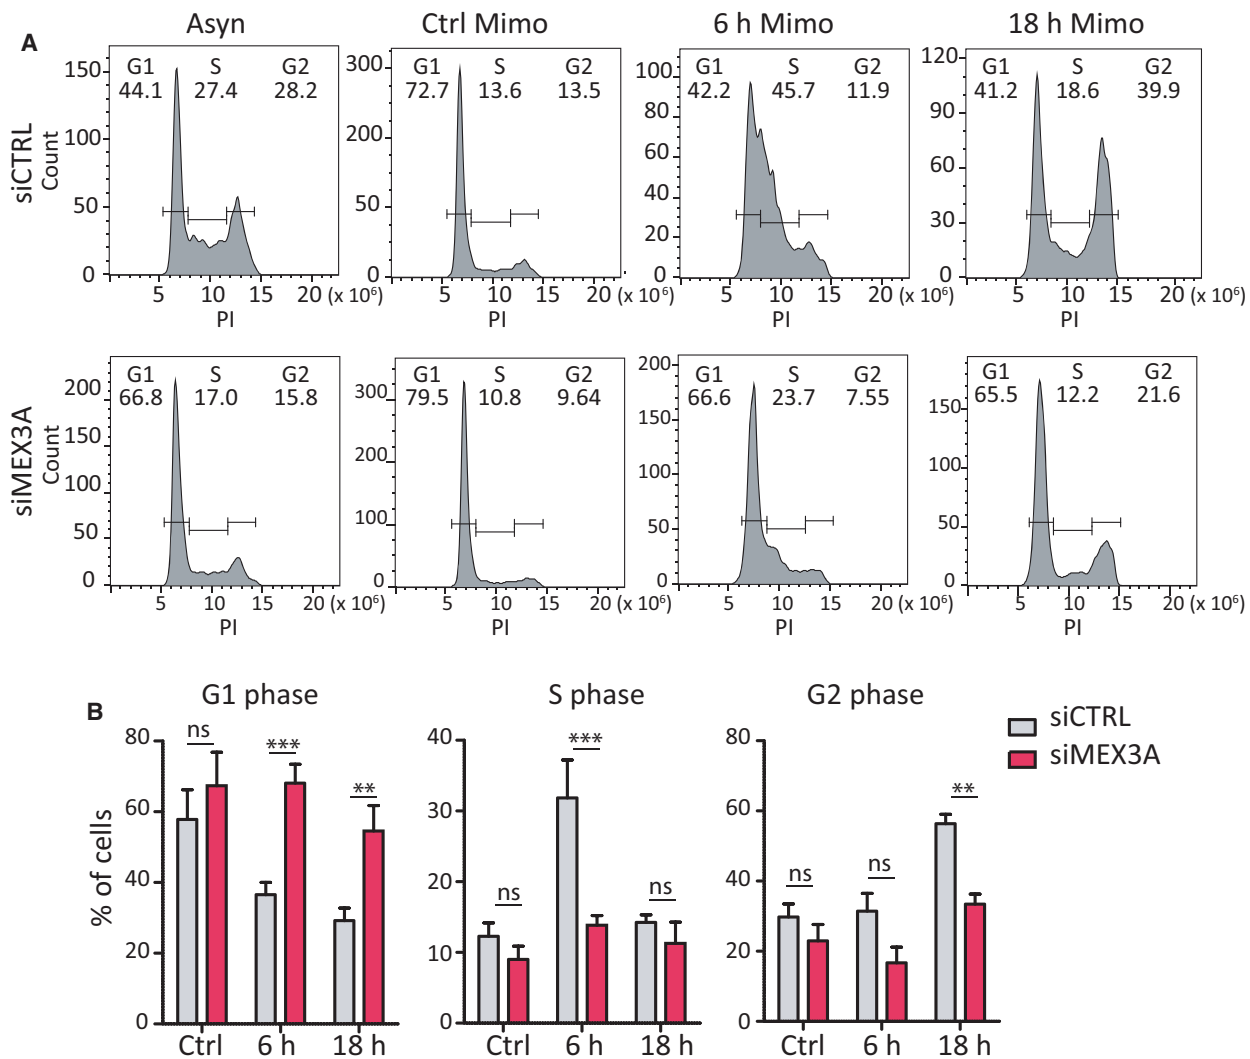 A
Asyn
Ctrl Mimo
6 h Mimo
18 h Mimo
siCTRL
Count
150
100
50
0
G1 S G2
44.1 27.4 28.2
5 10 15 20 (x 10⁶)
PI
300
200
50
0
G1 S G2
72.7 13.6 13.5
5 10 15 20 (x 10⁶)
PI
100
80
60
40
20
0
G1 S G2
42.2 45.7 11.9
5 10 15 20 (x 10⁶)
PI
120
90
60
30
0
G1 S G2
41.2 18.6 39.9
5 10 15 20 (x 10⁶)
PI
siMEX3A
Count
200
150
100
50
0
G1 S G2
66.8 17.0 15.8
5 10 15 20 (x 10⁶)
PI
300
200
100
0
G1 S G2
79.5 10.8 9.64
5 10 15 20 (x 10⁶)
PI
200
150
100
50
0
G1 S G2
66.6 23.7 7.55
5 10 15 20 (x 10⁶)
PI
150
100
50
0
G1 S G2
65.5 12.2 21.6
5 10 15 20 (x 10⁶)
PI
B
G1 phase
% of cells
80
60
40
20
0
ns
***
**
Ctrl 6 h 18 h
S phase
40
30
20
10
0
ns
***
ns
Ctrl 6 h 18 h
G2 phase
80
60
40
20
0
ns
ns
**
Ctrl 6 h 18 h
siCTRL
siMEX3A